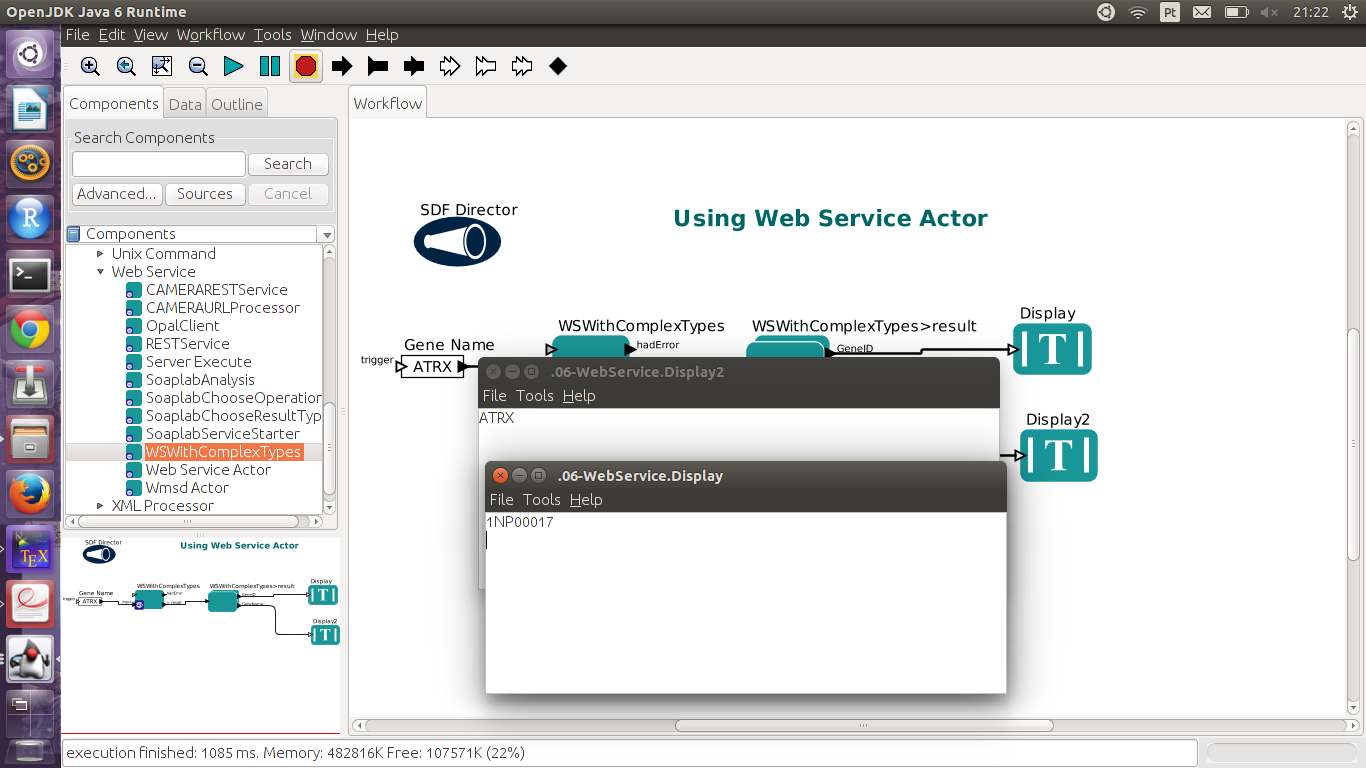 OpenJDK Java 6 Runtime
Pt
21:22
File Edit View Workflow Tools Window Help
Components Data Outline
Workflow
Search Components
Search
Advanced... Sources Cancel
Components
Unix Command
Web Service
CAMERARESTService
CAMERAURLProcessor
OpalClient
RESTService
Server Execute
SoaplabAnalysis
SoaplabChooseOperation
SoaplabChooseResultTyp
SoaplabServiceStarter
WSWithComplexTypes
Web Service Actor
Wmsd Actor
XML Processor
SDF Director
Using Web Service Actor
WSWithComplexTypes
WSWithComplexTypes>result
Display
Gene Name
hadError
GeneID
T
trigger
ATRX
Display2
T
.06-WebService.Display2
File Tools Help
ATRX
.06-WebService.Display
File Tools Help
1NP00017
SDF Director
Using Web Service Actor
WSWithComplexTypes
WSWithComplexTypes>result
Display
Gene Name
hadError
GeneID
T
trigger
ATRX
Display2
T
R
>_
TEX
execution finished: 1085 ms. Memory: 482816K Free: 107571K (22%)